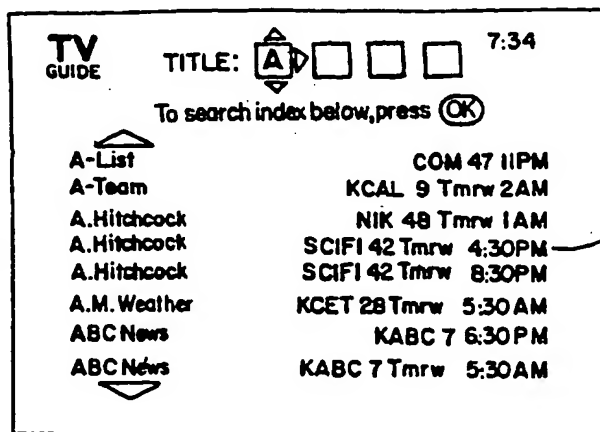 TV GUIDE TITLE: A 7:34
To search index below, press OK
A-List COM 47 11PM
A-Team KCAL 9 Tmrw 2AM
A.Hitchcock NIK 48 Tmrw 1AM
A.Hitchcock SCIFI 42 Tmrw 4:30PM
A.Hitchcock SCIFI 42 Tmrw 8:30PM
A.M. Weather KCET 28 Tmrw 5:30AM
ABC News KABC 7 6:30PM
ABC News KABC 7 Tmrw 5:30AM